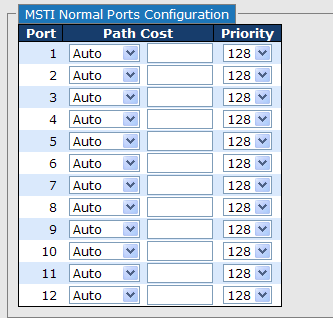 MSTI Normal Ports Configuration
Port Path Cost Priority
1 Auto 128
2 Auto 128
3 Auto 128
4 Auto 128
5 Auto 128
6 Auto 128
7 Auto 128
8 Auto 128
9 Auto 128
10 Auto 128
11 Auto 128
12 Auto 128